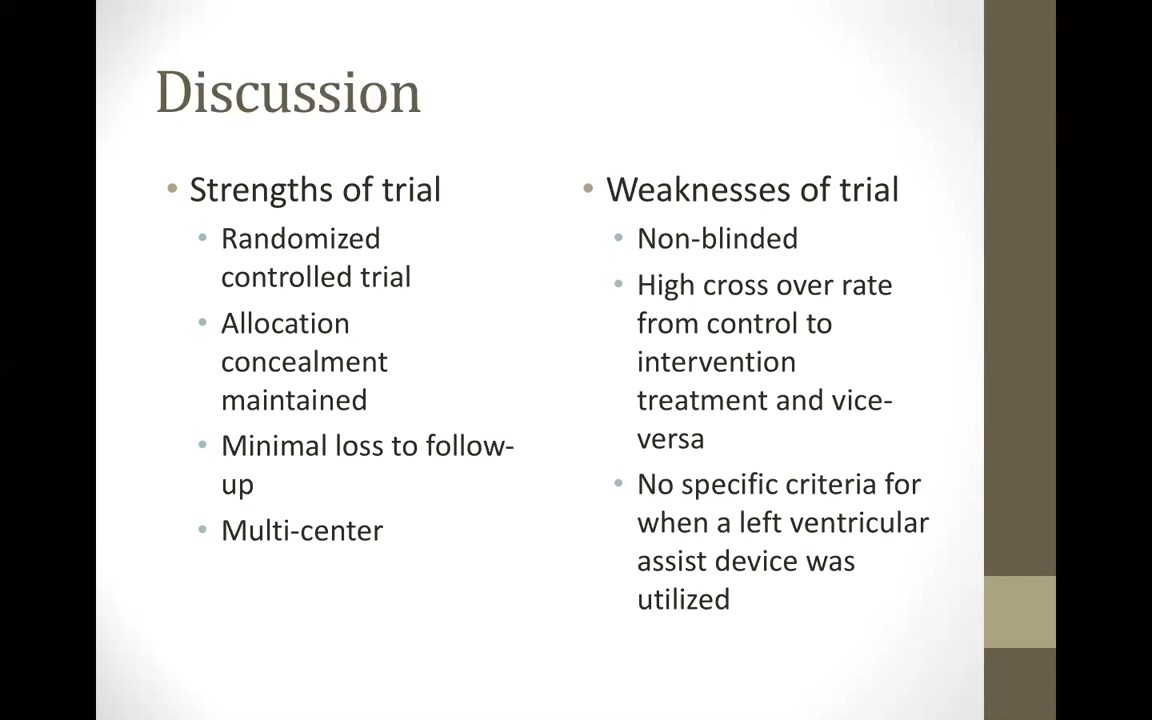 Discussion
• Strengths of trial
• Randomized
controlled trial
• Allocation
concealment
maintained
• Minimal loss to follow-
up
• Multi-center
• Weaknesses of trial
• Non-blinded
• High cross over rate
from control to
intervention
treatment and vice-
versa
• No specific criteria for
when a left ventricular
assist device was
utilized